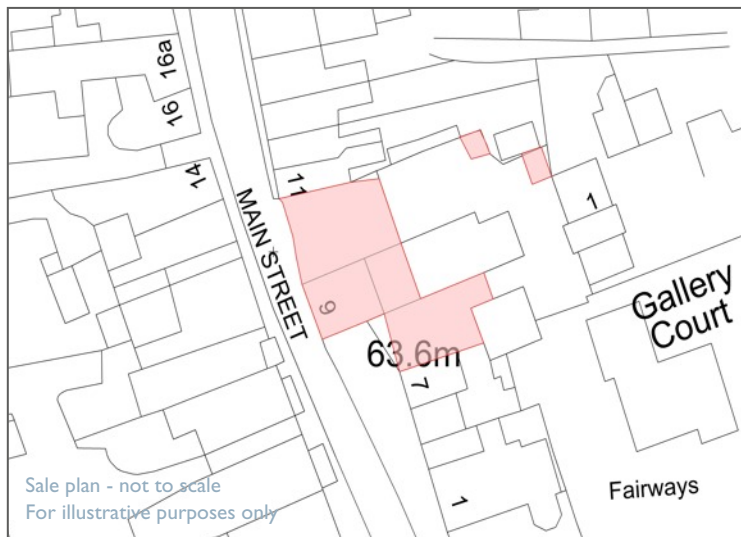 16a
16
14
11
MAIN STREET
9
63.6m
7
1
1
Gallery
Court
Fairways
Sale plan - not to scale
For illustrative purposes only